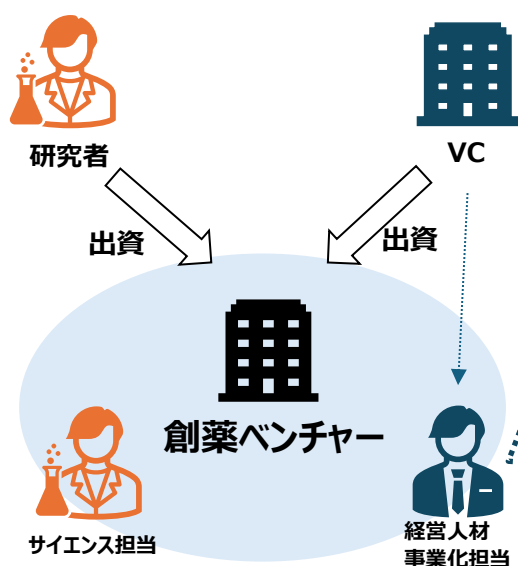 研究者
VC
出資
出資
創薬ベンチャー
サイエンス担当
経営人材
事業化担当